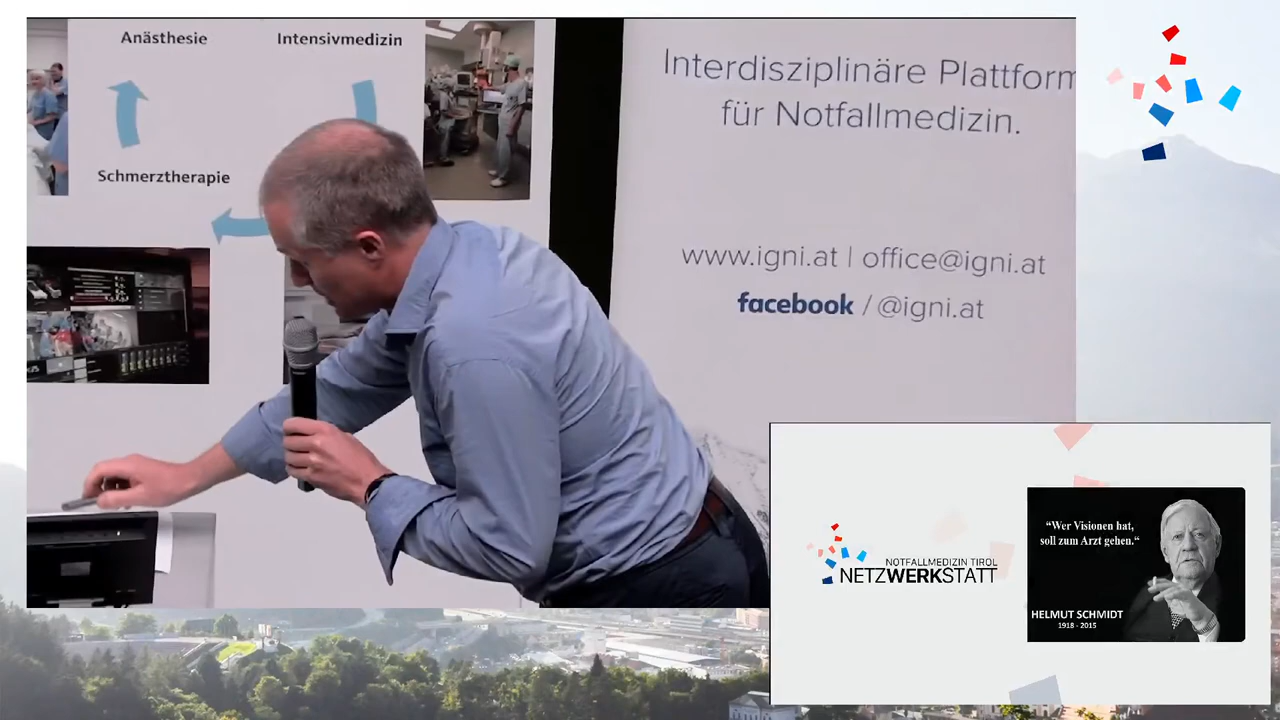 Anästhesie
Intensivmedizin
Schmerztherapie
Interdisziplinäre Plattform
für Notfallmedizin.
www.igni.at | office@igni.at
facebook / @igni.at
NOTFALLMEDIZIN TIROL
NETZWERKSTATT
“Wer Visionen hat,
soll zum Arzt gehen.“
HELMUT SCHMIDT
1918 - 2015